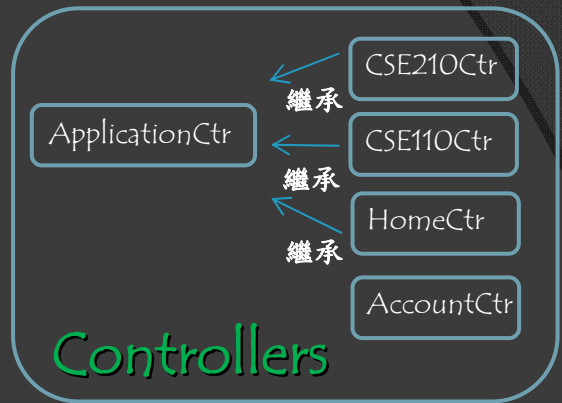 CSE210Ctr
繼承
ApplicationCtr
CSE110Ctr
繼承
HomeCtr
繼承
AccountCtr
Controllers